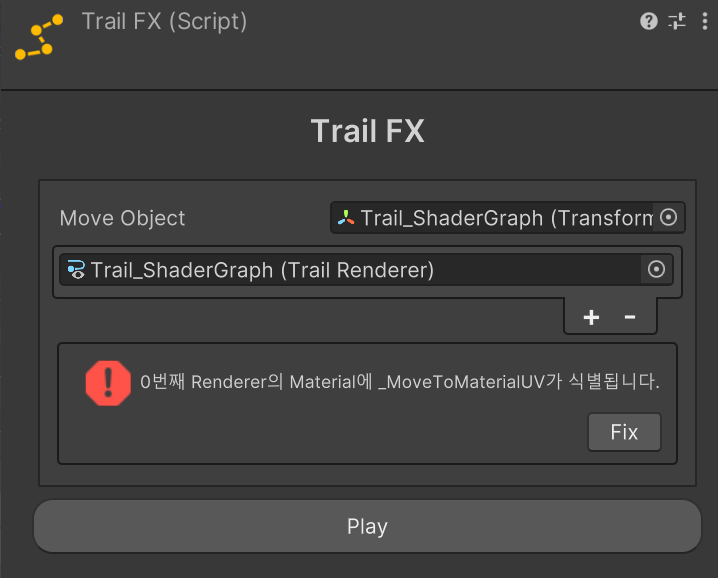 Trail FX (Script)
Trail FX
Move Object
Trail_ShaderGraph (Transform
Trail_ShaderGraph (Trail Renderer)
+ -
0번째 Renderer의 Material에 _MoveToMaterialUV가 식별됩니다.
Fix
Play